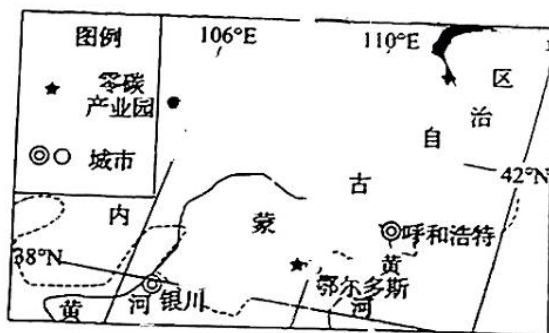 图例
零碳
产业园
城市
106°E
110°E
区
治
自
42°N
古
内
蒙
呼和浩特
黄
38°N
鄂尔多斯
黄
河
银川
河